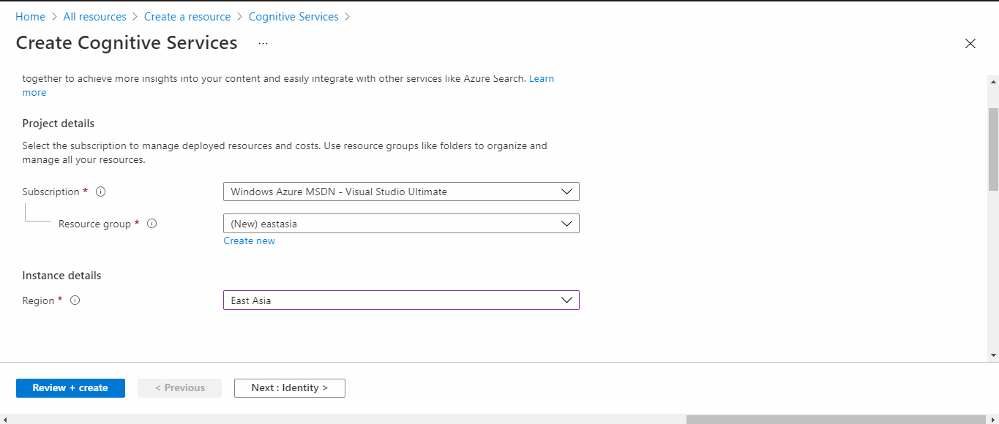 Home > All resources > Create a resource > Cognitive Services >
Create Cognitive Services ...
together to achieve more insights into your content and easily integrate with other services like Azure Search. Learn
more
Project details
Select the subscription to manage deployed resources and costs. Use resource groups like folders to organize and
manage all your resources.
Subscription *
Windows Azure MSDN - Visual Studio Ultimate
Resource group *
(New) eastasia
Create new
Instance details
Region *
East Asia
Review + create
< Previous
Next : Identity >